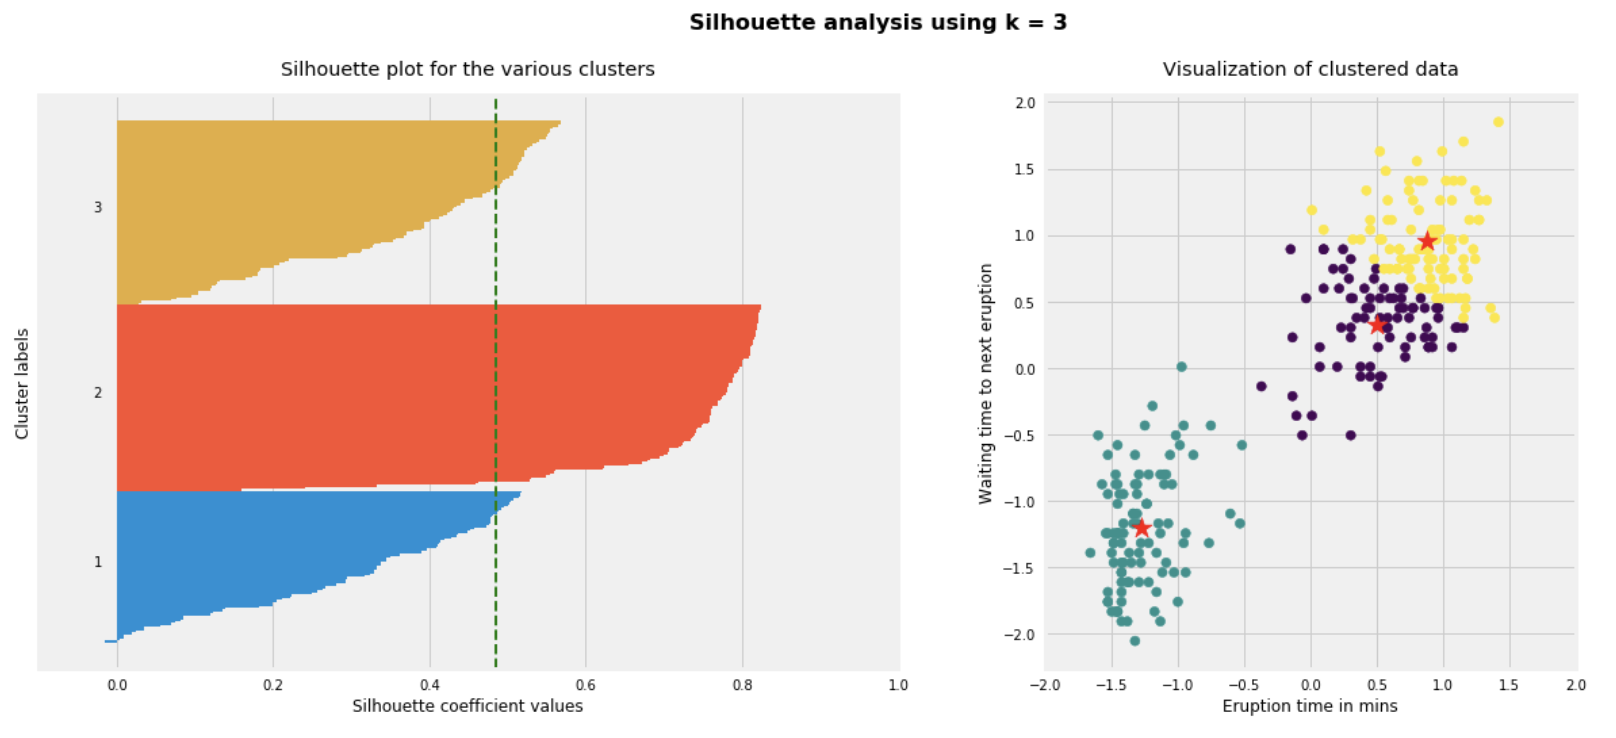 Silhouette analysis using k = 3
Silhouette plot for the various clusters
Cluster labels
3
2
1
0.0 0.2 0.4 0.6 0.8 1.0
Silhouette coefficient values
Visualization of clustered data
Waiting time to next eruption
2.0
1.5
1.0
0.5
0.0
−0.5
−1.0
−1.5
−2.0
−2.0 −1.5 −1.0 −0.5 0.0 0.5 1.0 1.5 2.0
Eruption time in mins